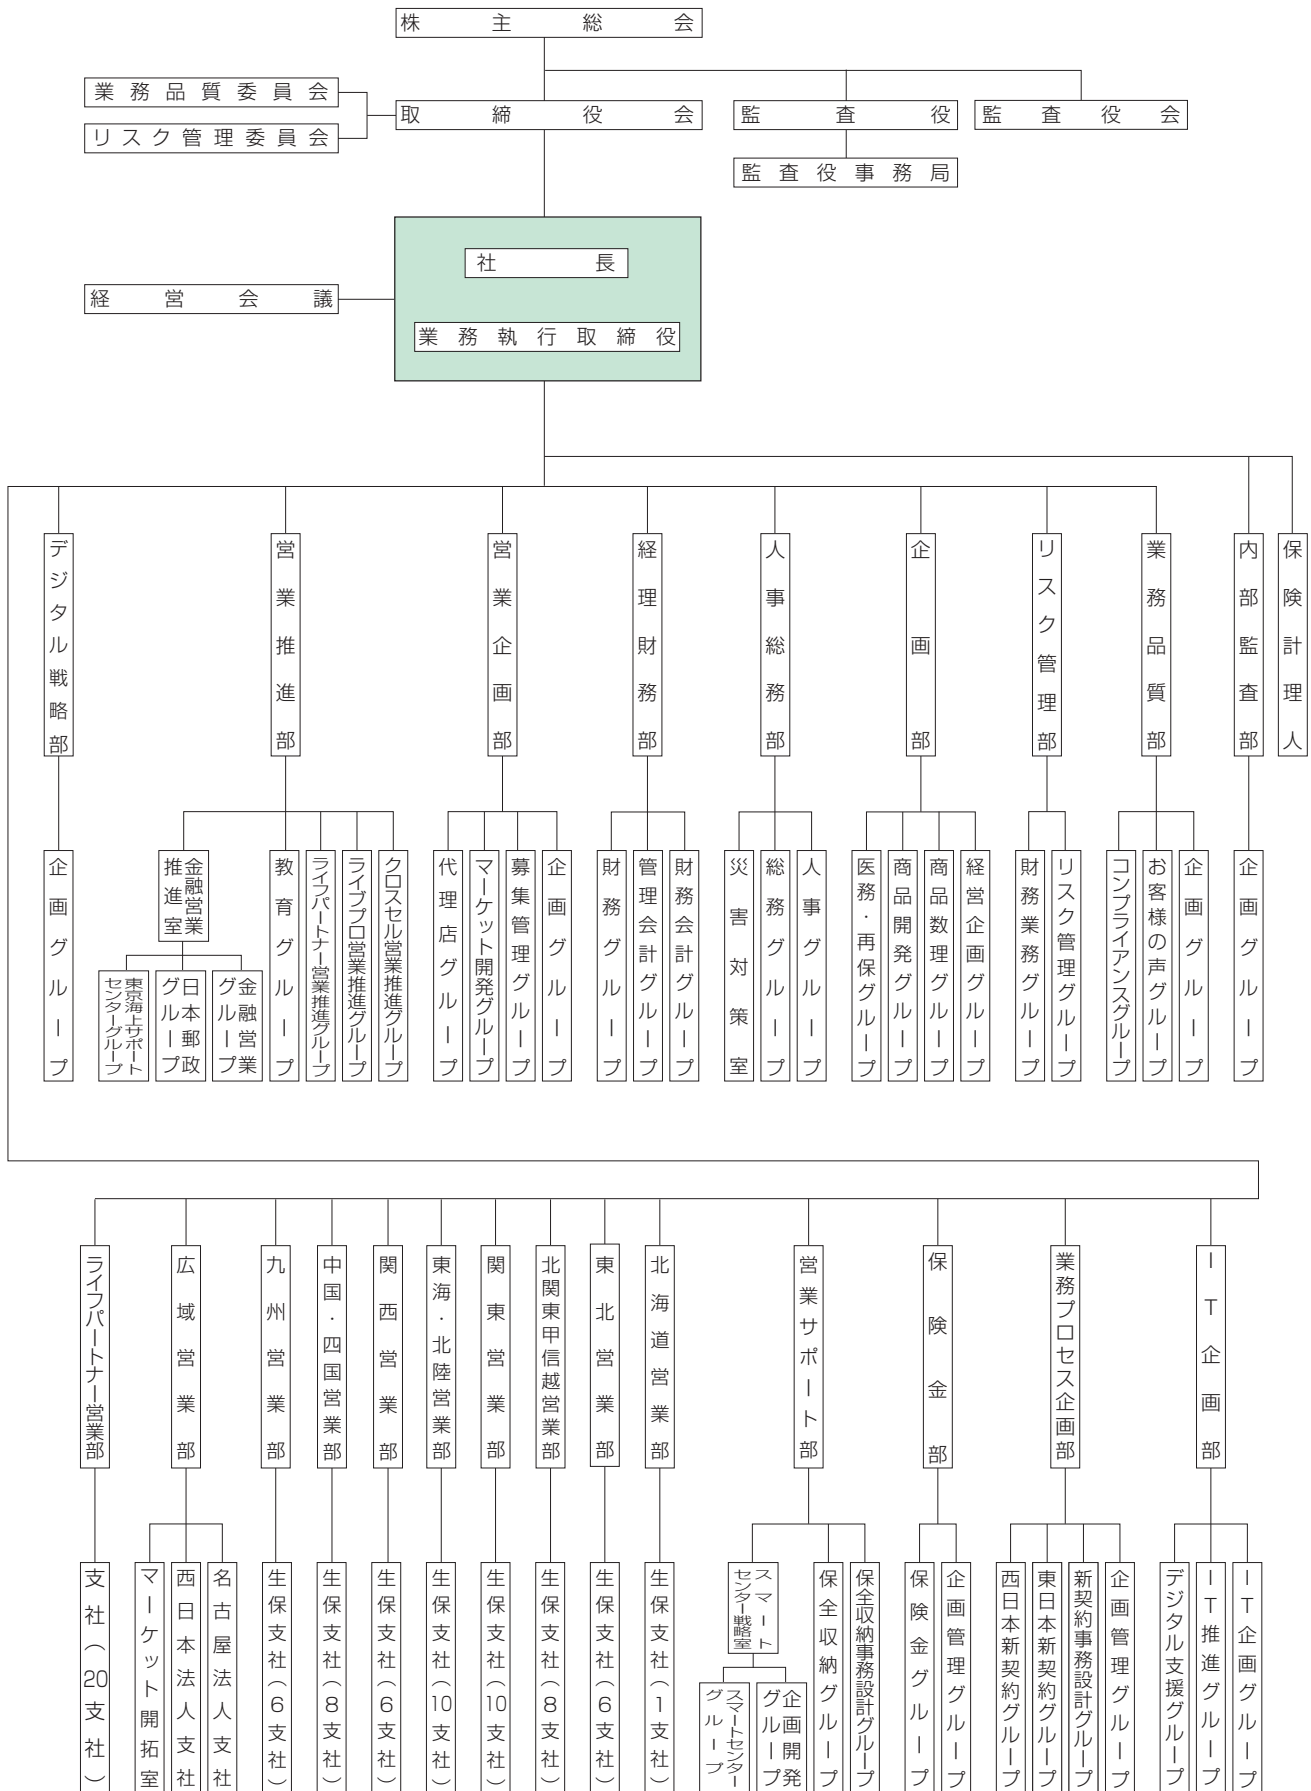 株主総会
業務品質委員会
リスク管理委員会
取締役会
監査役
監査役会
監査役事務局
社長
経営会議
業務執行取締役
デジタル戦略部
営業推進部
営業企画部
経理財務部
人事総務部
企画部
リスク管理部
業務品質部
内部監査部
保険計理人
企画グループ
金融営業
推進室
東京海上サポート
センターグループ
日本郵政
グループ
金融営業
グループ
教育グループ
ライフパートナー営業推進グループ
ライフプロ営業推進グループ
クロスセル営業推進グループ
代理店グループ
マーケット開発グループ
募集管理グループ
企画グループ
財務グループ
管理会計グループ
財務会計グループ
災害対策室
総務グループ
人事グループ
医務・再保グループ
商品開発グループ
商品数理グループ
経営企画グループ
財務業務グループ
リスク管理グループ
コンプライアンスグループ
お客様の声グループ
企画グループ
企画グループ
ライフパートナー営業部
広域営業部
九州営業部
中国・四国営業部
関西営業部
東海・北陸営業部
関東営業部
北関東甲信越営業部
東北営業部
北海道営業部
営業サポート部
保険金部
業務プロセス企画部
IT企画部
支社(20支社)
マーケット開拓室
西日本法人支社
名古屋法人支社
生保支社(6支社)
生保支社(8支社)
生保支社(6支社)
生保支社(10支社)
生保支社(10支社)
生保支社(8支社)
生保支社(6支社)
生保支社(1支社)
スマート
センター戦略室
スマートセンター
グループ
企画開発
グループ
保全収納グループ
保全収納事務設計グループ
保険金グループ
企画管理グループ
西日本新契約グループ
東日本新契約グループ
新契約事務設計グループ
企画管理グループ
デジタル支援グループ
IT推進グループ
IT企画グループ